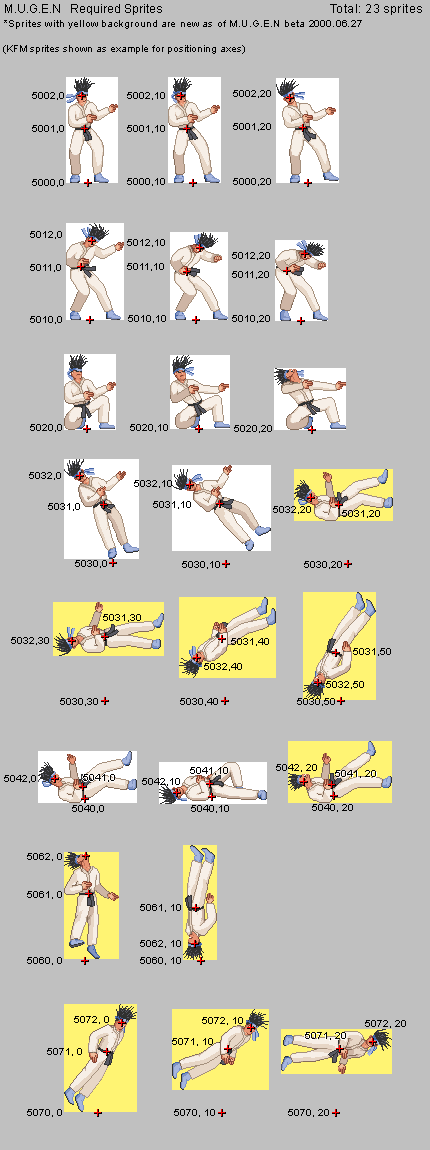 M.U.G.E.N Required Sprites Total: 23 sprites
*Sprites with yellow background are new as of M.U.G.E.N beta 2000.06.27
(KFM sprites shown as example for positioning axes)
5002,0 5002,10 5002,20
5001,0 5001,10 5001,20
5000,0 5000,10 5000,20
5012,0 5012,10 5012,20
5011,0 5011,10 5011,20
5010,0 5010,10 5010,20
5020,0 5020,10 5020,20
5032,0 5032,10 5032,20
5031,0 5031,10 5031,20
5030,0 5030,10 5030,20
5032,30 5031,30 5031,40 5031,50
5032,40 5032,50
5030,30 5030,40 5030,50
5042,0 5041,0 5042,10 5041,10 5042, 20 5041, 20
5040,0 5040,10 5040, 20
5062, 0
5061, 0 5061, 10
5062, 10
5060, 0 5060, 10
5072, 0 5072, 10 5072, 20
5071, 0 5071, 10 5071, 20
5070, 0 5070, 10 5070, 20